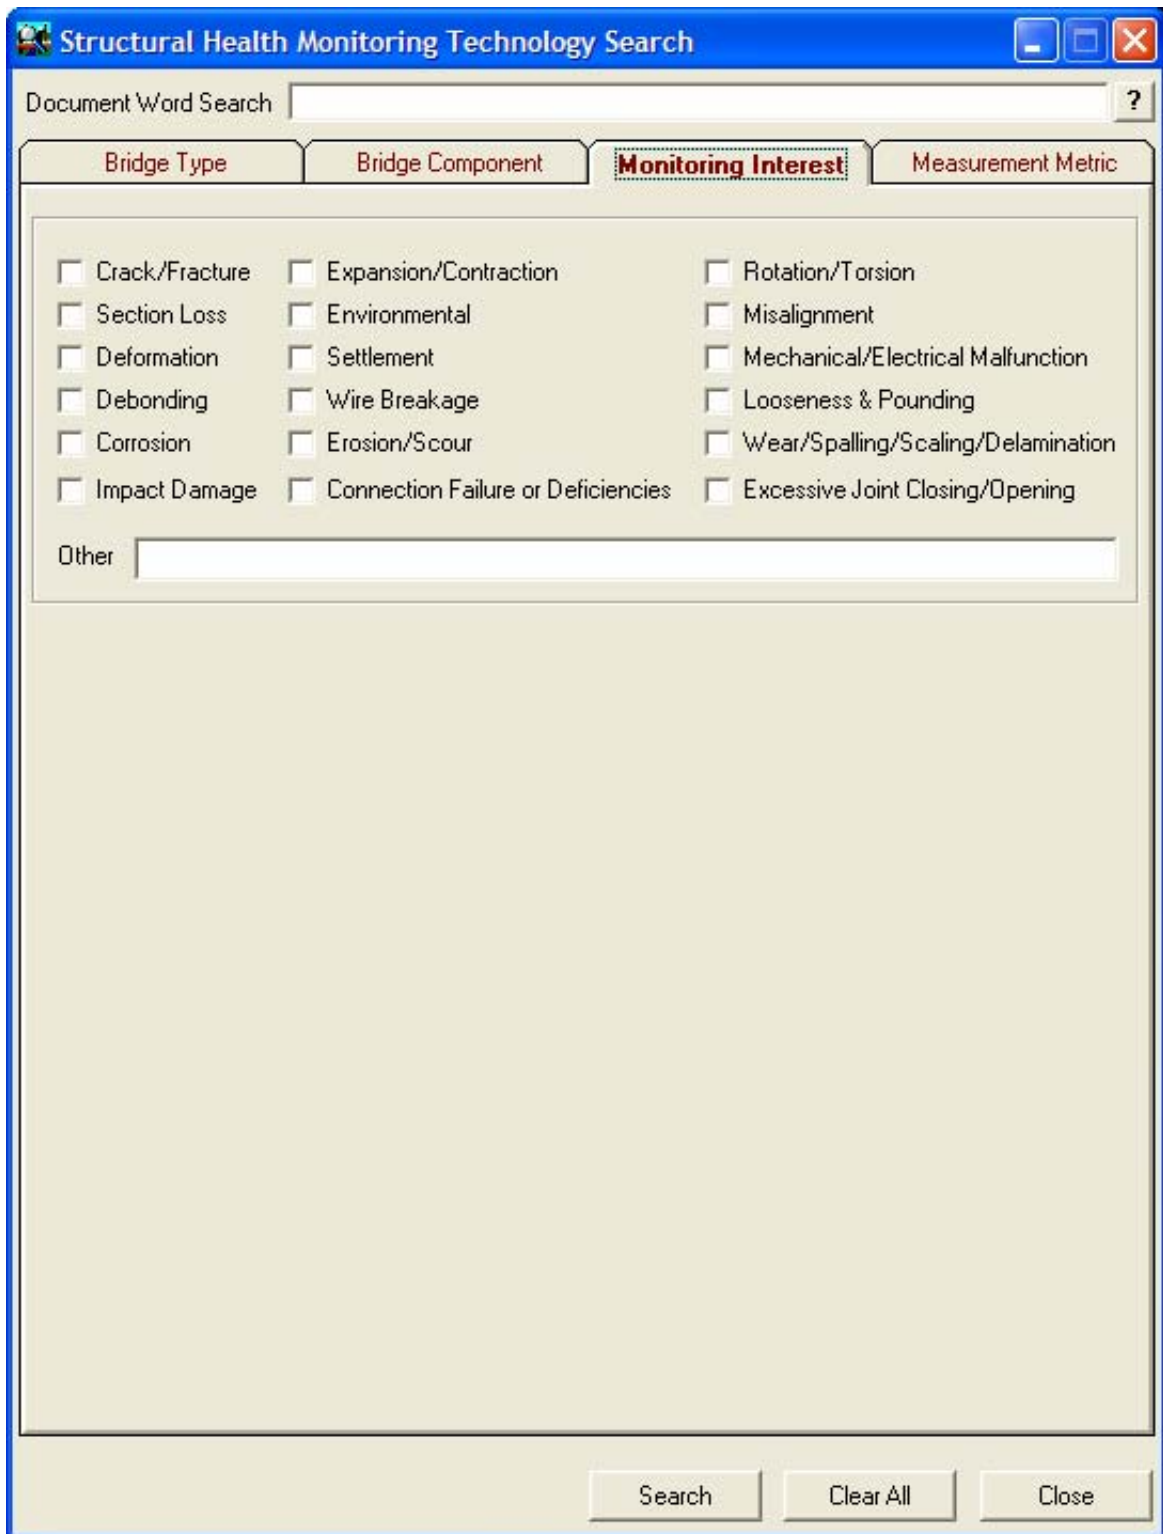 Structural Health Monitoring Technology Search
Document Word Search ?
Bridge Type Bridge Component Monitoring Interest Measurement Metric
Crack/Fracture Expansion/Contraction Rotation/Torsion
Section Loss Environmental Misalignment
Deformation Settlement Mechanical/Electrical Malfunction
Debonding Wire Breakage Looseness & Pounding
Corrosion Erosion/Scour Wear/Spalling/Scaling/Delamination
Impact Damage Connection Failure or Deficiencies Excessive Joint Closing/Opening
Other
Search Clear All Close